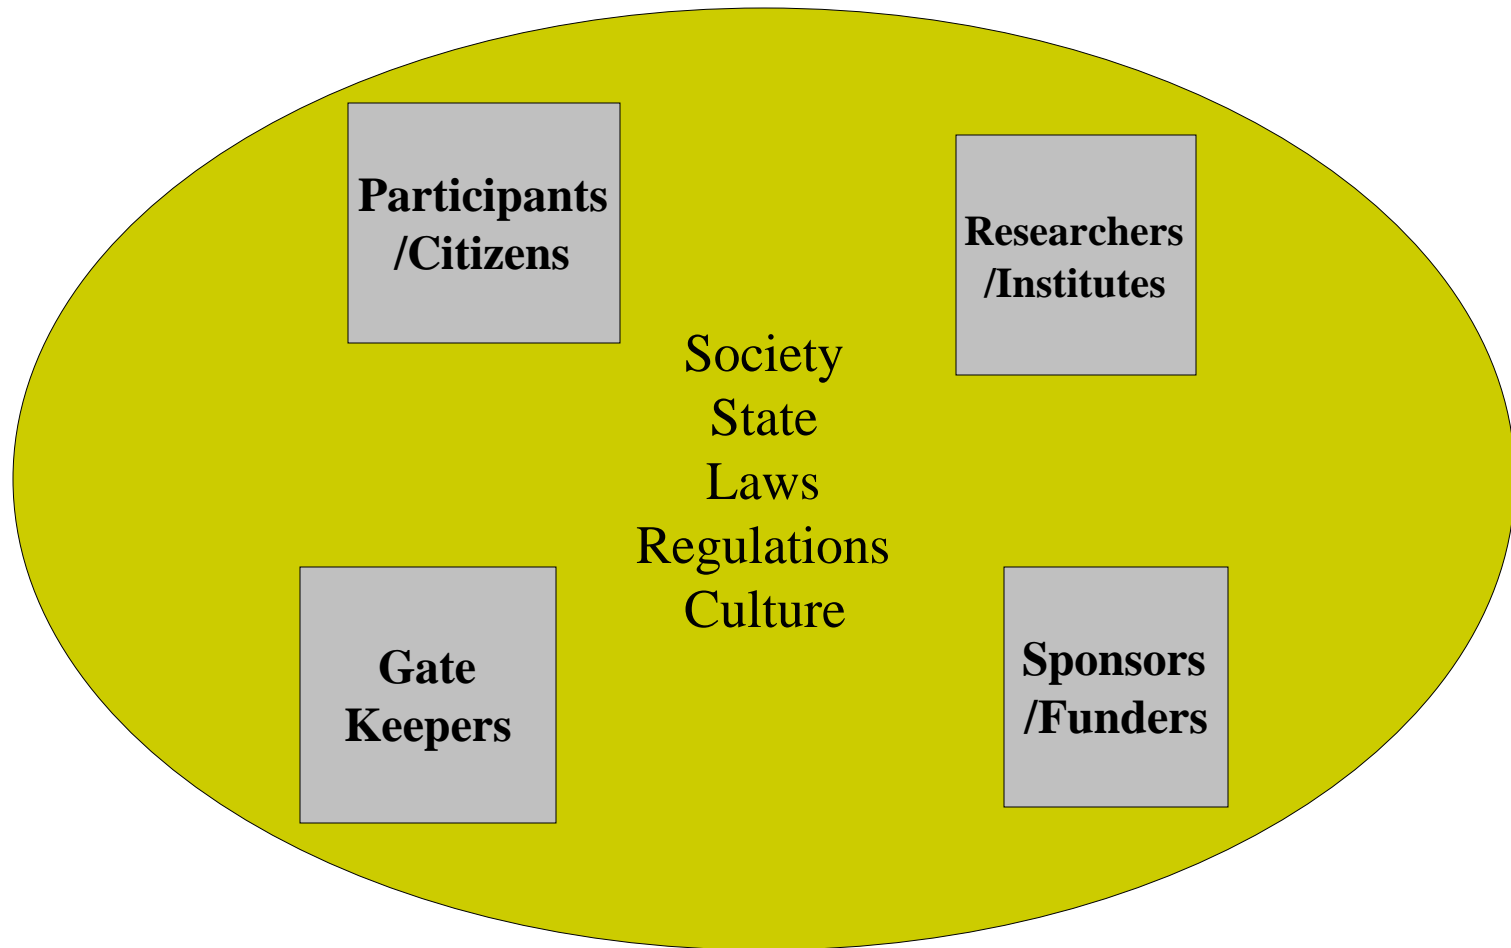 Participants
/Citizens
Researchers
/Institutes
Society
State
Laws
Regulations
Culture
Gate
Keepers
Sponsors
/Funders